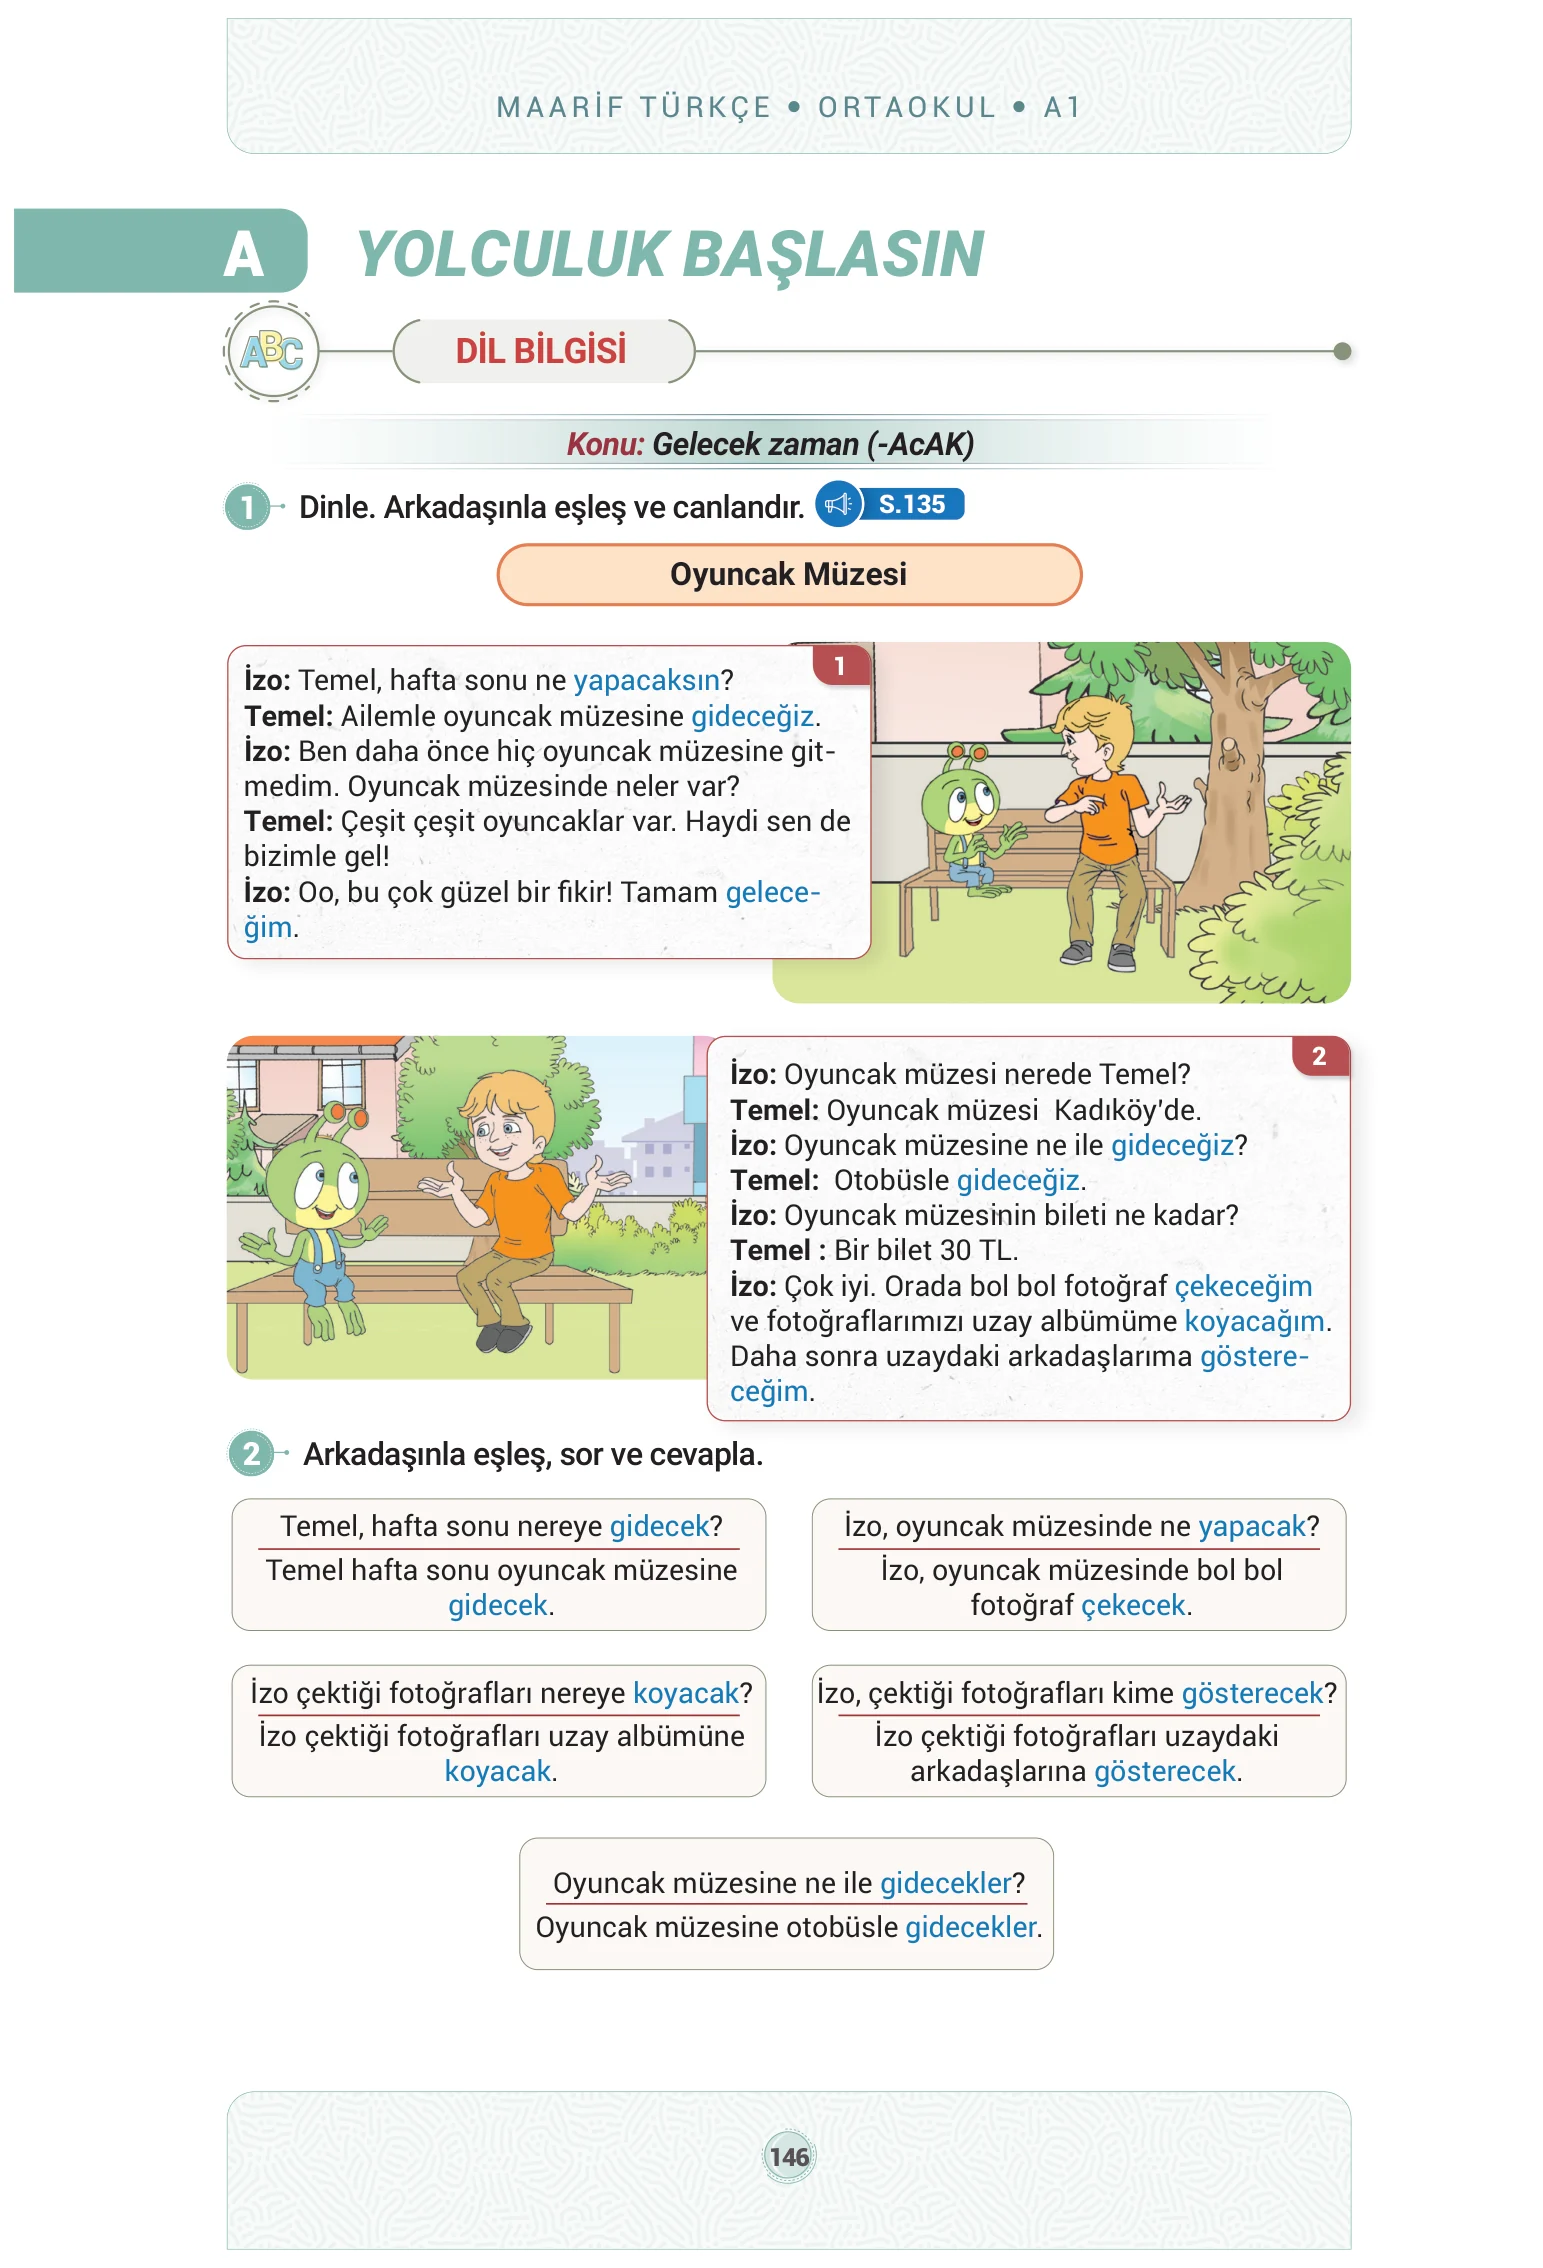 MAARİF TÜRKÇE • ORTAOKUL • A1
A
YOLCULUK BAŞLASIN
ABC
DİL BİLGİSİ
Konu: Gelecek zaman (-AcAK)
1
Dinle. Arkadaşınla eşleş ve canlandır.
S.135
Oyuncak Müzesi
1
İzo: Temel, hafta sonu ne yapacaksın?
Temel: Ailemle oyuncak müzesine gideceğiz.
İzo: Ben daha önce hiç oyuncak müzesine git-
medim. Oyuncak müzesinde neler var?
Temel: Çeşit çeşit oyuncaklar var. Haydi sen de
bizimle gel!
İzo: Oo, bu çok güzel bir fikir! Tamam gelece-
ğim.
2
İzo: Oyuncak müzesi nerede Temel?
Temel: Oyuncak müzesi Kadıköy'de.
İzo: Oyuncak müzesine ne ile gideceğiz?
Temel: Otobüsle gideceğiz.
İzo: Oyuncak müzesinin bileti ne kadar?
Temel : Bir bilet 30 TL.
İzo: Çok iyi. Orada bol bol fotoğraf çekeceğim
ve fotoğraflarımızı uzay albümüme koyacağım.
Daha sonra uzaydaki arkadaşlarıma göstere-
ceğim.
2
Arkadaşınla eşleş, sor ve cevapla.
Temel, hafta sonu nereye gidecek?
Temel hafta sonu oyuncak müzesine
gidecek.
İzo, oyuncak müzesinde ne yapacak?
İzo, oyuncak müzesinde bol bol
fotoğraf çekecek.
İzo çektiği fotoğrafları nereye koyacak?
İzo çektiği fotoğrafları uzay albümüne
koyacak.
İzo, çektiği fotoğrafları kime gösterecek?
İzo çektiği fotoğrafları uzaydaki
arkadaşlarına gösterecek.
Oyuncak müzesine ne ile gidecekler?
Oyuncak müzesine otobüsle gidecekler.
146